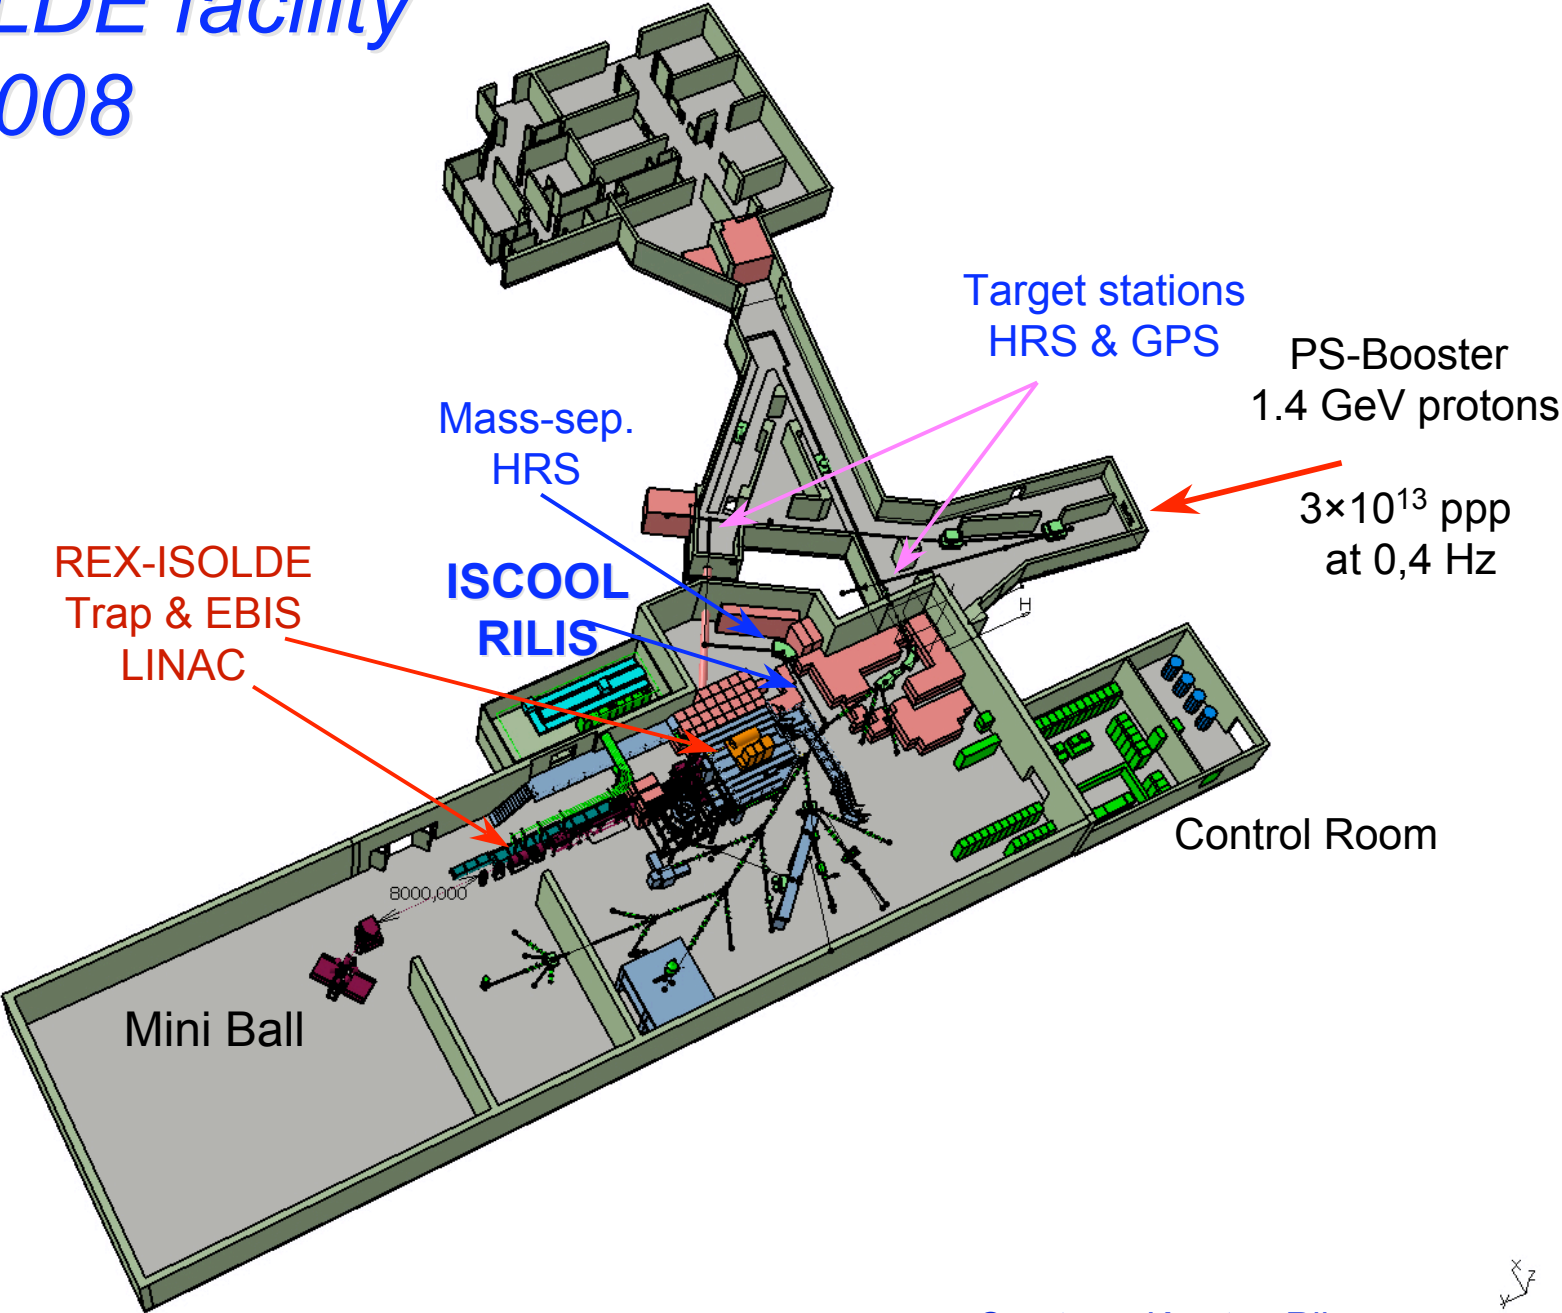 LDE facility
008
Target stations
HRS & GPS
PS-Booster
1.4 GeV protons
3×10¹³ ppp
at 0,4 Hz
Mass-sep.
HRS
ISCOOL
RILIS
REX-ISOLDE
Trap & EBIS
LINAC
H
Control Room
8000,000
Mini Ball
X
Z
Y